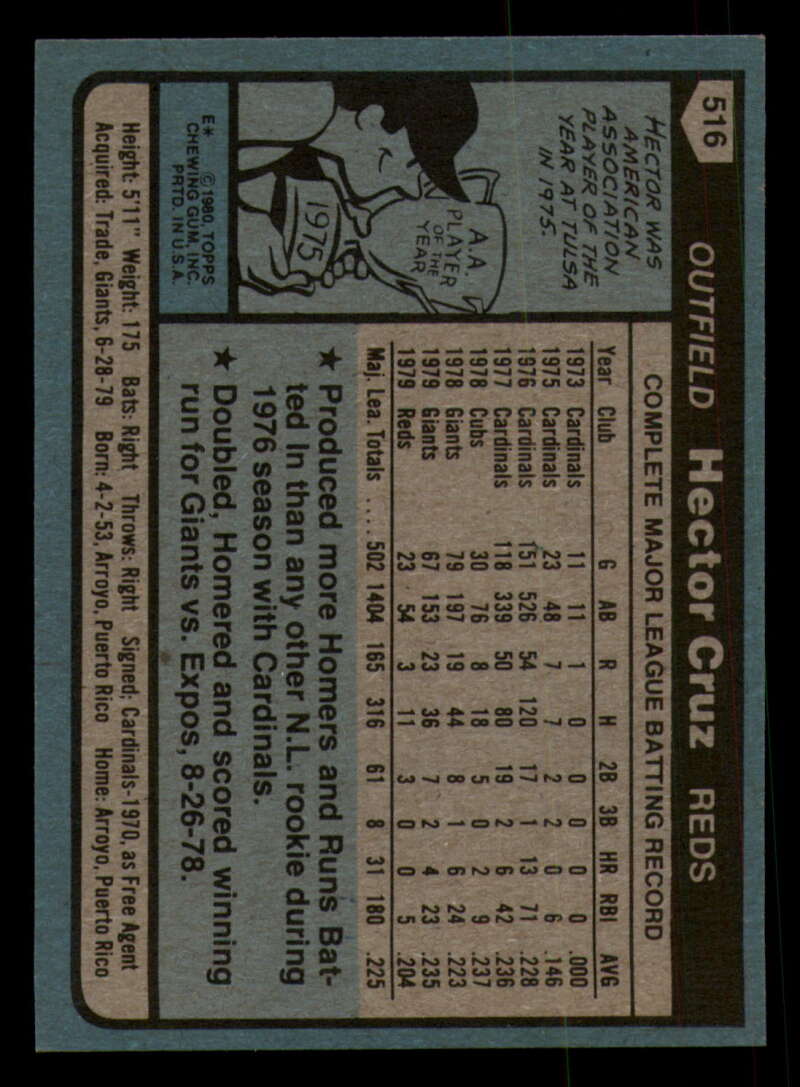 516
OUTFIELD Hector Cruz REDS
HECTOR WAS
AMERICAN
ASSOCIATION
PLAYER OF THE
YEAR AT TULSA
IN 1975.
A.A.
PLAYER
OF THE
YEAR
1975
E* © 1980, TOPPS
CHEWING GUM, INC.
PRTD. IN U.S.A.
COMPLETE MAJOR LEAGUE BATTING RECORD
Year Club G AB R H 2B 3B HR RBI AVG
1973 Cardinals 11 11 1 0 0 0 0 0 .000
1975 Cardinals 23 48 7 7 2 2 0 6 .146
1976 Cardinals 151 526 54 120 17 1 13 71 .228
1977 Cardinals 118 339 50 80 19 2 6 42 .236
1978 Cubs 30 76 8 18 5 0 2 9 .237
1978 Giants 79 197 19 44 8 1 6 24 .223
1979 Giants 67 153 23 36 7 2 4 23 .235
1979 Reds 23 54 3 11 3 0 0 5 .204
Maj. Lea. Totals .... 502 1404 165 316 61 8 31 180 .225
★ Produced more Homers and Runs Bat-
ted In than any other N.L. rookie during
1976 season with Cardinals.
★ Doubled, Homered and scored winning
run for Giants vs. Expos, 8-26-78.
Height: 5'11" Weight: 175 Bats: Right Throws: Right Signed: Cardinals-1970, as Free Agent
Acquired: Trade, Giants, 6-28-79 Born: 4-2-53, Arroyo, Puerto Rico Home: Arroyo, Puerto Rico